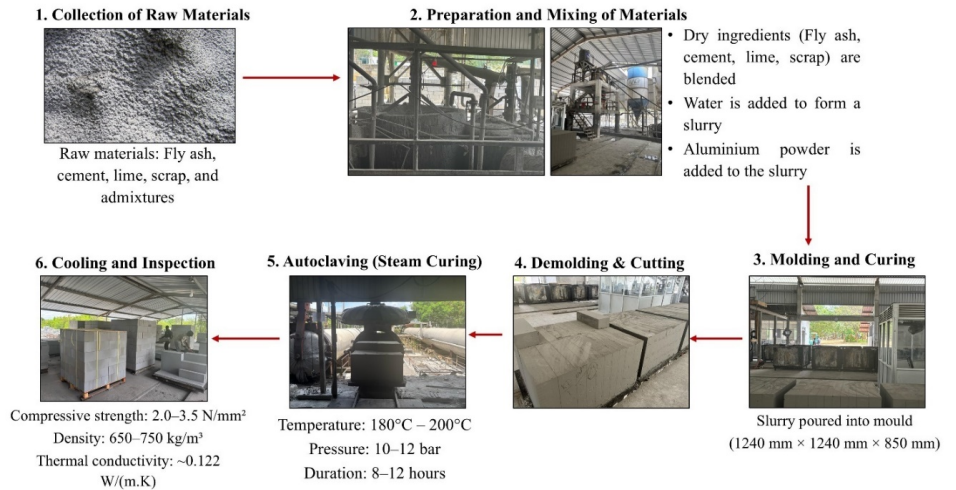 1. Collection of Raw Materials
Raw materials: Fly ash,
cement, lime, scrap, and
admixtures
2. Preparation and Mixing of Materials
• Dry ingredients (Fly ash,
cement, lime, scrap) are
blended
• Water is added to form a
slurry
• Aluminium powder is
added to the slurry
3. Molding and Curing
Slurry poured into mould
(1240 mm × 1240 mm × 850 mm)
4. Demolding & Cutting
5. Autoclaving (Steam Curing)
Temperature: 180°C – 200°C
Pressure: 10–12 bar
Duration: 8–12 hours
6. Cooling and Inspection
Compressive strength: 2.0–3.5 N/mm²
Density: 650–750 kg/m³
Thermal conductivity: ~0.122
W/(m.K)